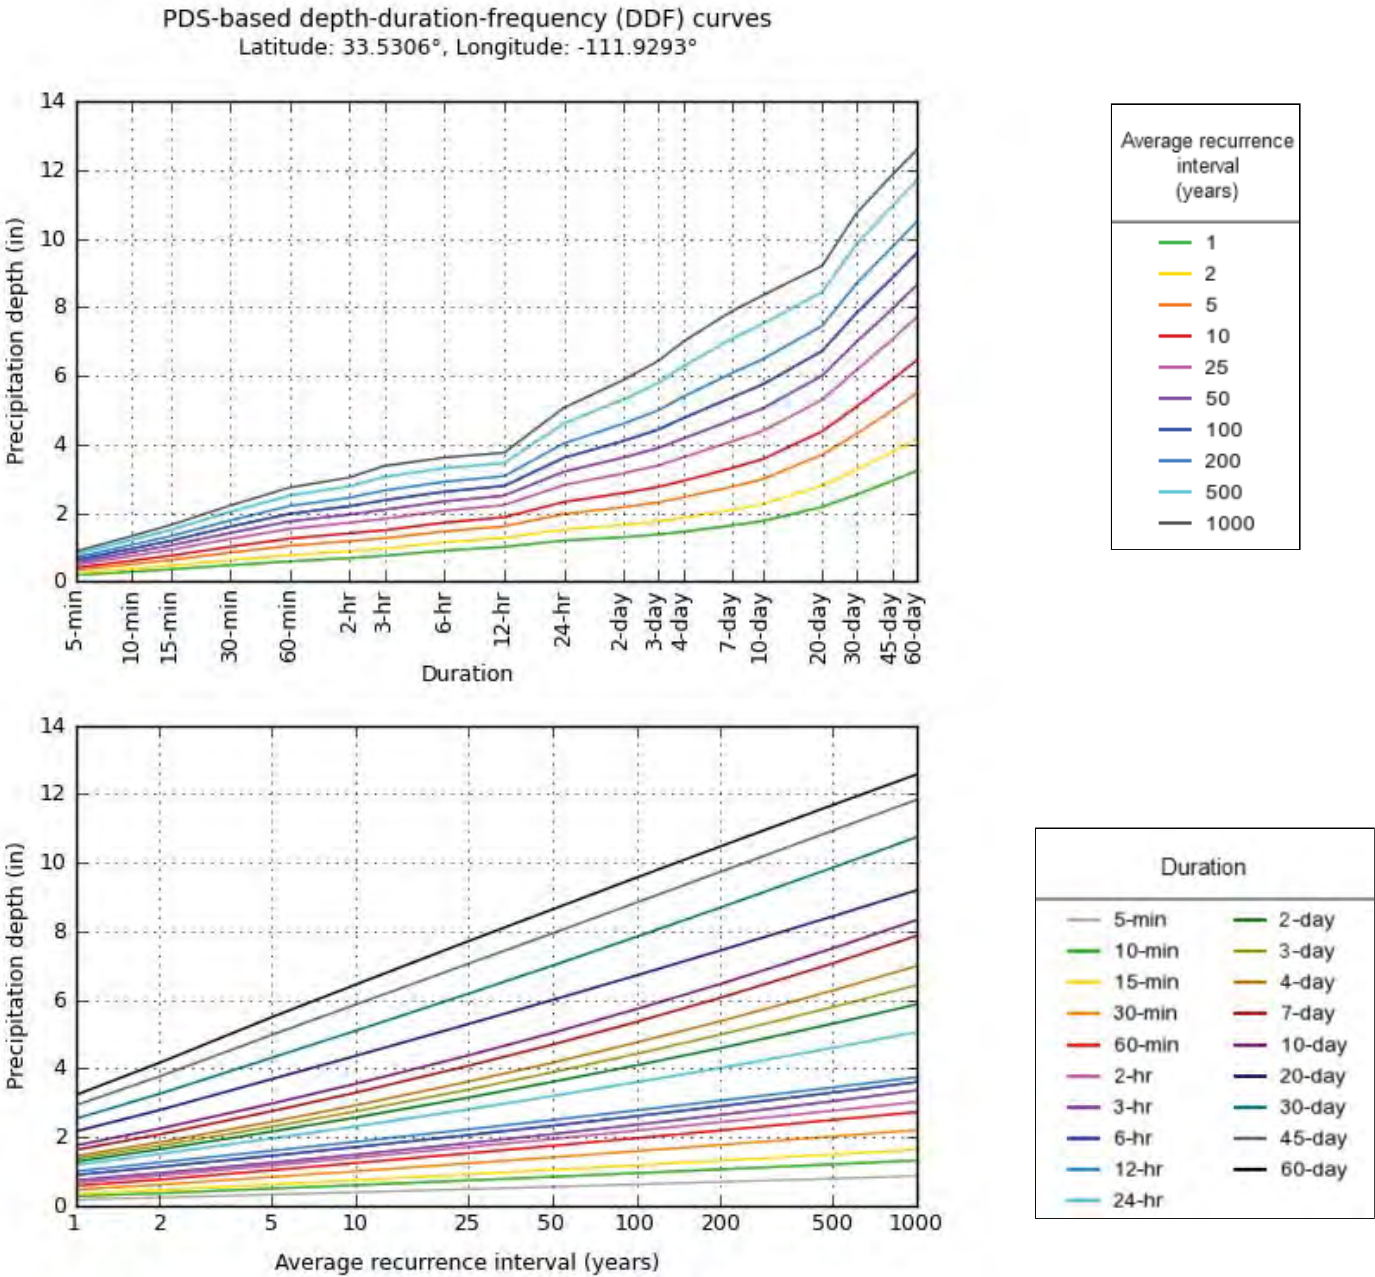 PDS-based depth-duration-frequency (DDF) curves
Latitude: 33.5306°, Longitude: -111.9293°
14
12
10
8
6
4
2
0
Precipitation depth (in)
5-min
10-min
15-min
30-min
60-min
2-hr
3-hr
6-hr
12-hr
24-hr
2-day
3-day
4-day
7-day
10-day
20-day
30-day
45-day
60-day
Duration
Average recurrence
interval
(years)
1
2
5
10
25
50
100
200
500
1000
14
12
10
8
6
4
2
0
Precipitation depth (in)
1 2 5 10 25 50 100 200 500 1000
Average recurrence interval (years)
Duration
5-min 2-day
10-min 3-day
15-min 4-day
30-min 7-day
60-min 10-day
2-hr 20-day
3-hr 30-day
6-hr 45-day
12-hr 60-day
24-hr